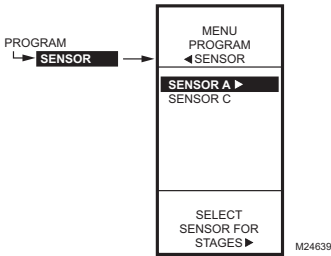 PROGRAM
SENSOR
MENU
PROGRAM
◀SENSOR
SENSOR A ▶
SENSOR C
SELECT
SENSOR FOR
STAGES▶
M24639